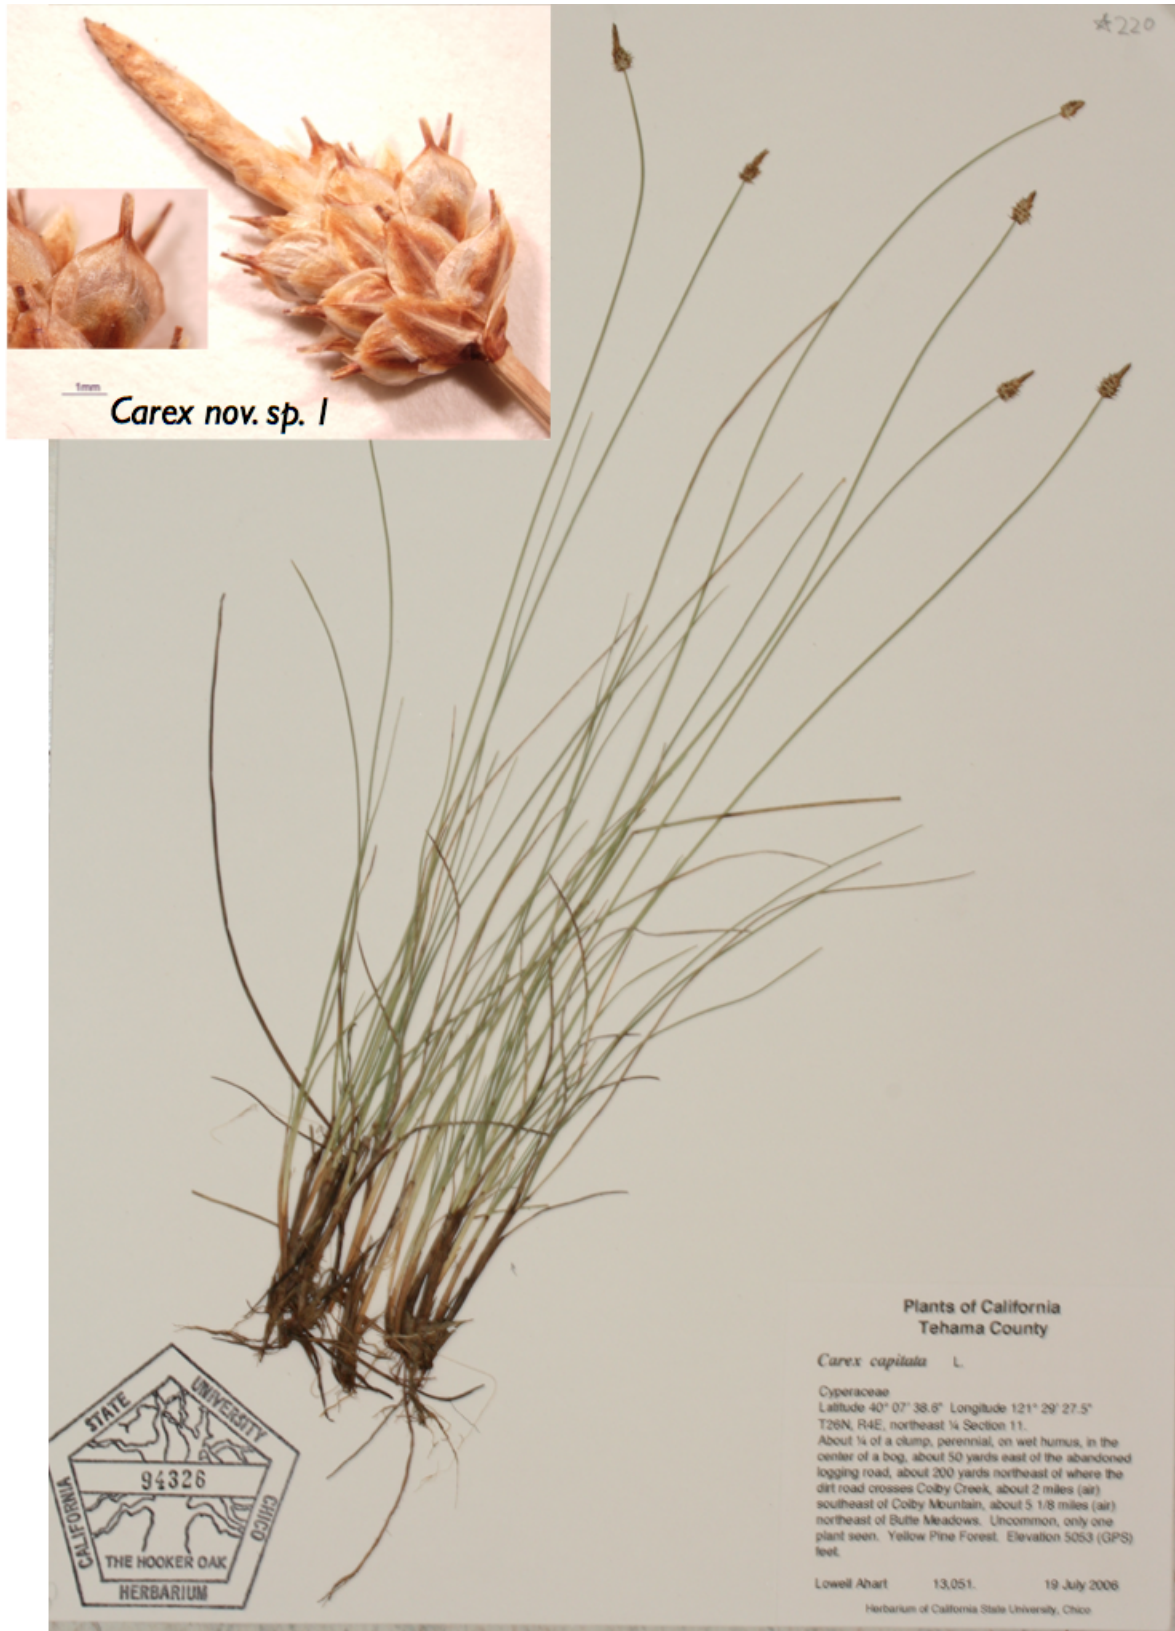 ☆220
1mm
Carex nov. sp. 1
Plants of California
Tehama County
Carex capitata L.
Cyperaceae
Latitude 40° 07' 38.6" Longitude 121° 29' 27.5"
T26N, R4E, northeast ¼ Section 11.
About ¼ of a clump, perennial, on wet humus, in the
center of a bog, about 50 yards east of the abandoned
logging road, about 200 yards northeast of where the
dirt road crosses Colby Creek, about 2 miles (air)
southeast of Colby Mountain, about 5 1/8 miles (air)
northeast of Butte Meadows. Uncommon, only one
plant seen. Yellow Pine Forest. Elevation 5053 (GPS)
feet.
Lowell Ahart 13,051. 19 July 2006
Herbarium of California State University, Chico
CALIFORNIA STATE UNIVERSITY CHICO
94326
THE HOOKER OAK
HERBARIUM